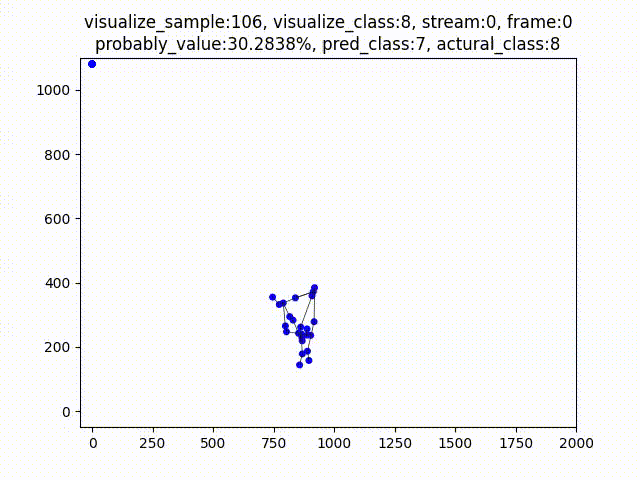 visualize_sample:106, visualize_class:8, stream:0, frame:0
probably_value:30.2838%, pred_class:7, actural_class:8
1000
800
600
400
200
0
0 250 500 750 1000 1250 1500 1750 2000